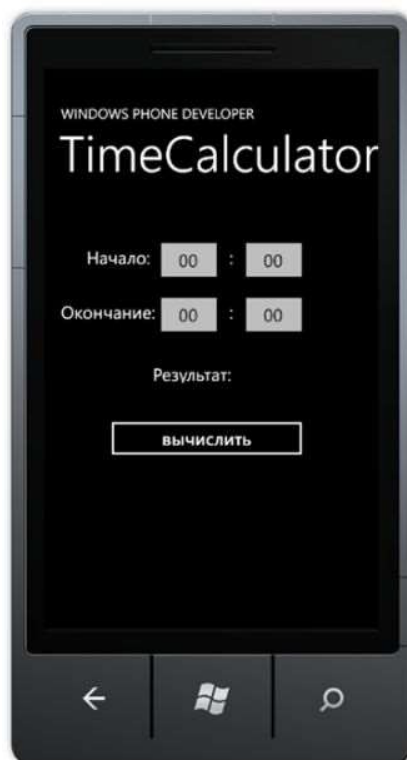 WINDOWS PHONE DEVELOPER
TimeCalculator
Начало: 00 : 00
Окончание: 00 : 00
Результат:
вычислить